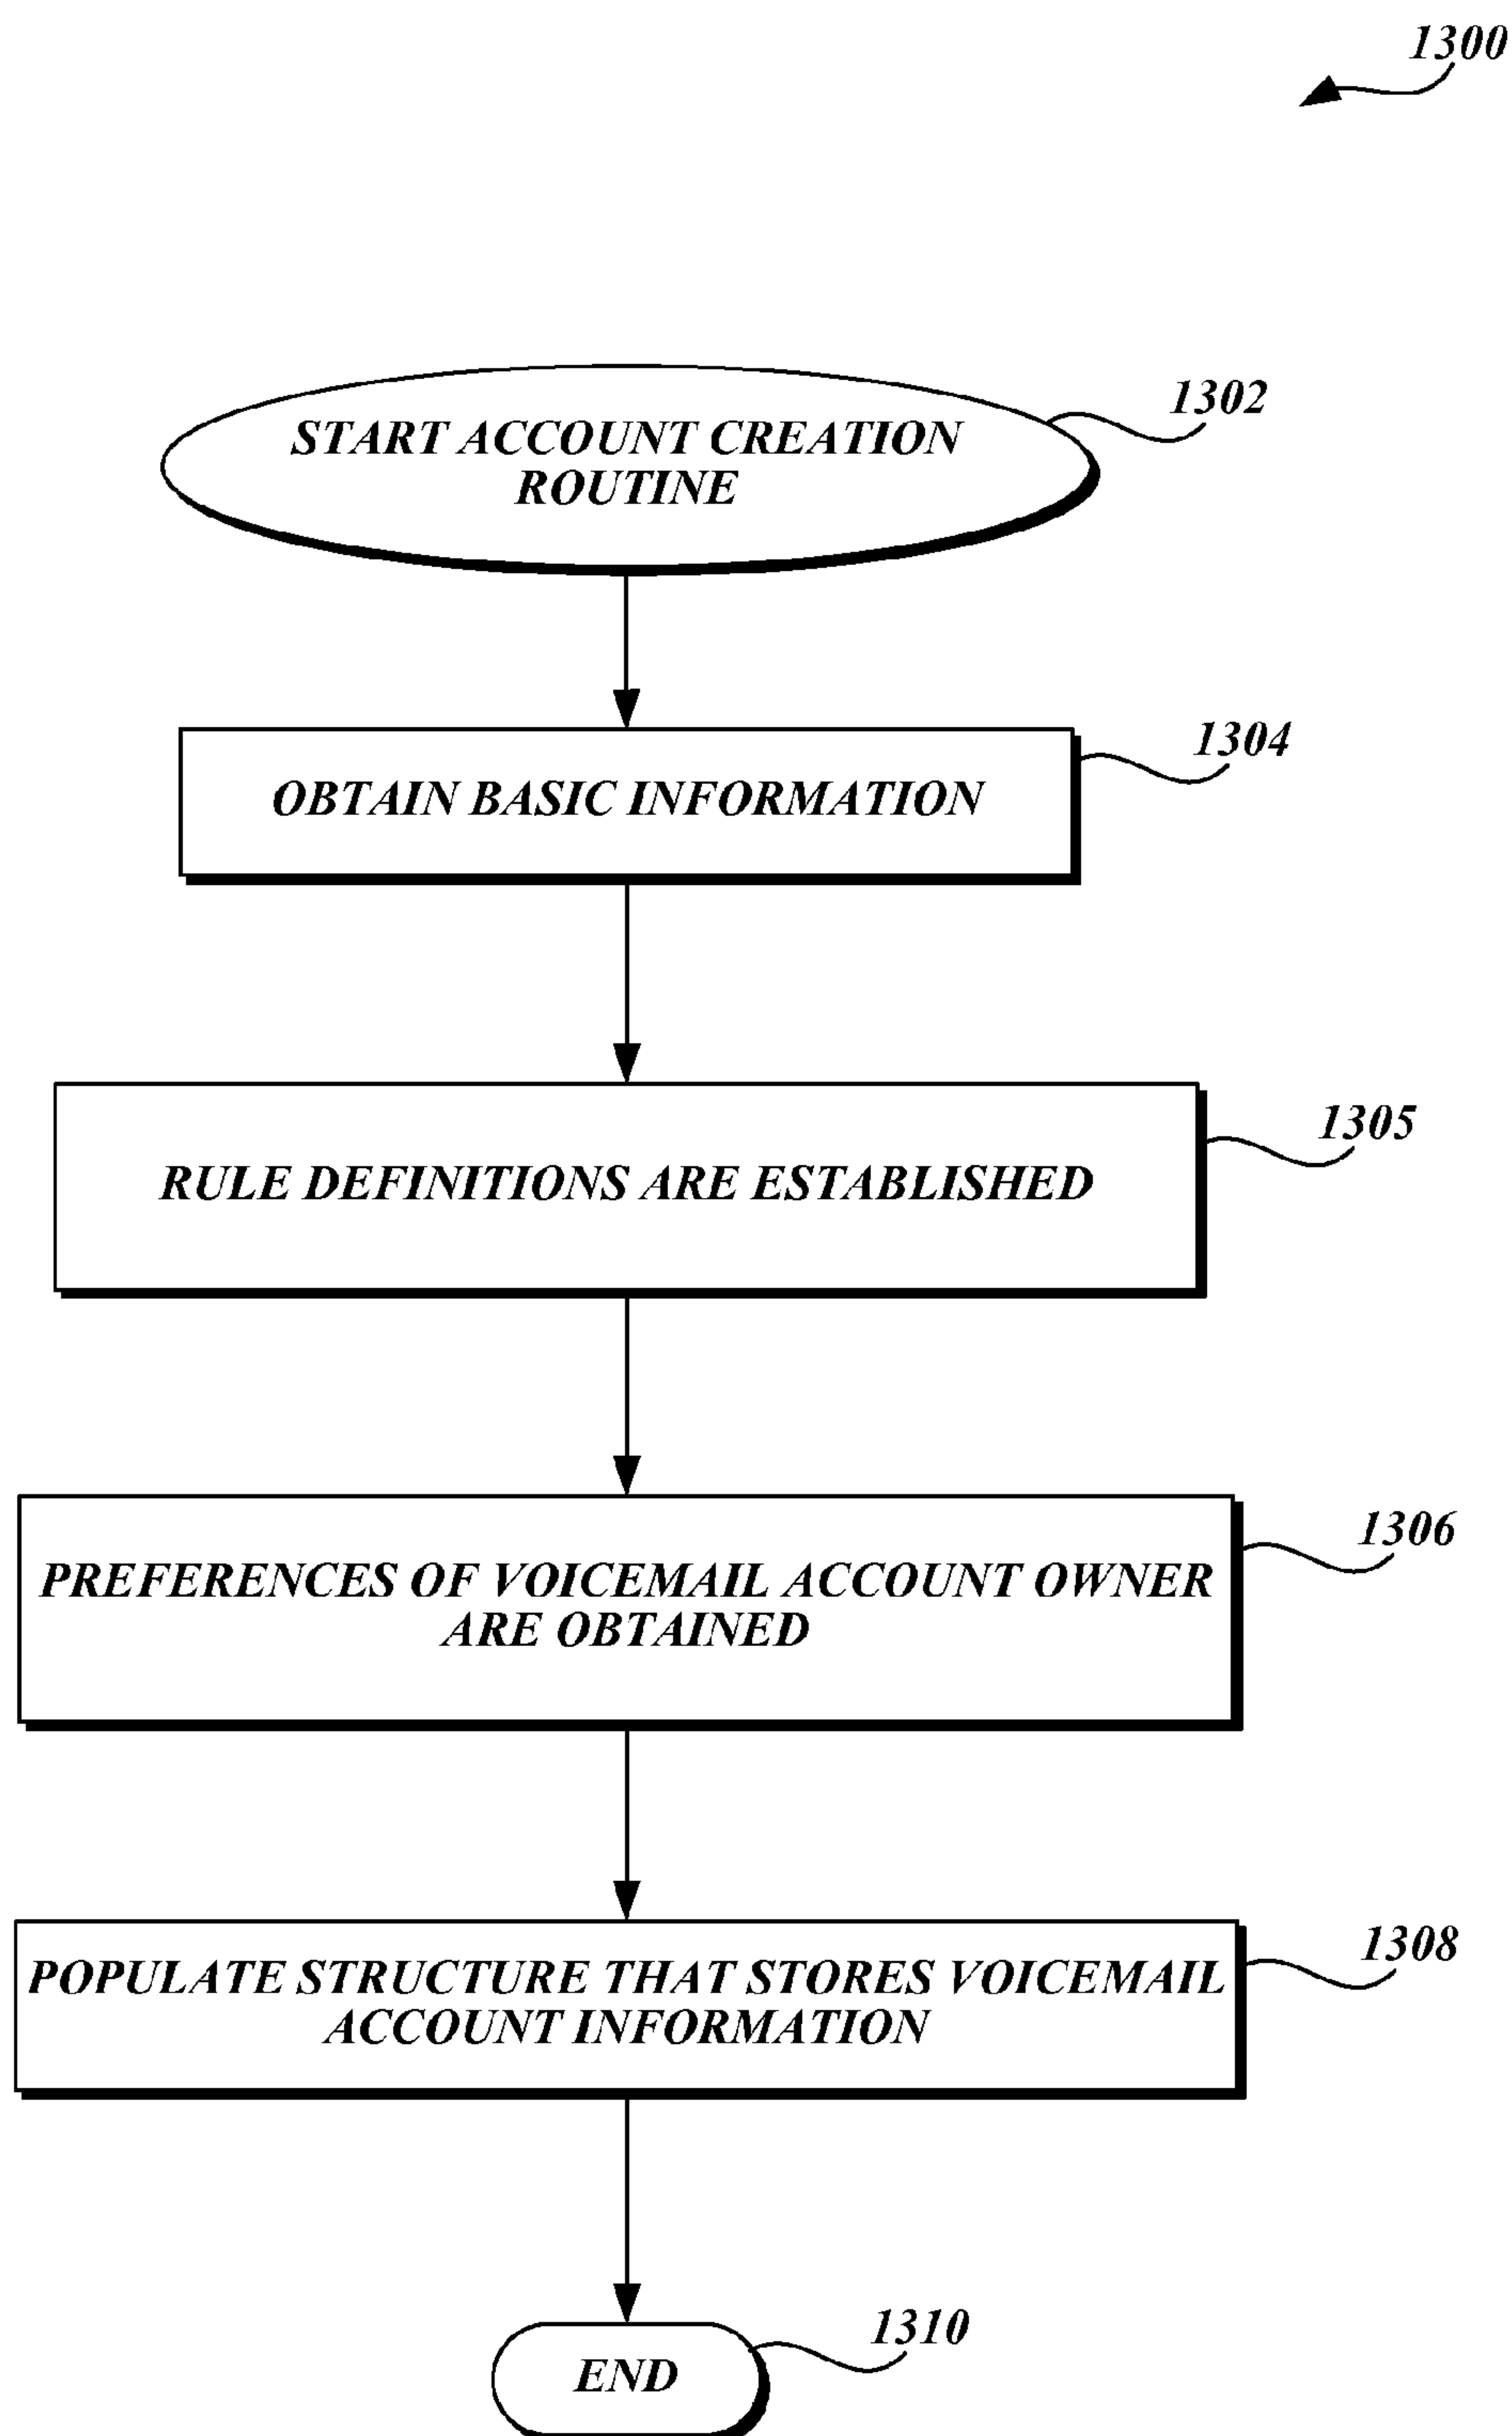 1300
START ACCOUNT CREATION
ROUTINE
1302
OBTAIN BASIC INFORMATION
1304
RULE DEFINITIONS ARE ESTABLISHED
1305
PREFERENCES OF VOICEMAIL ACCOUNT OWNER
ARE OBTAINED
1306
POPULATE STRUCTURE THAT STORES VOICEMAIL
ACCOUNT INFORMATION
1308
END
1310